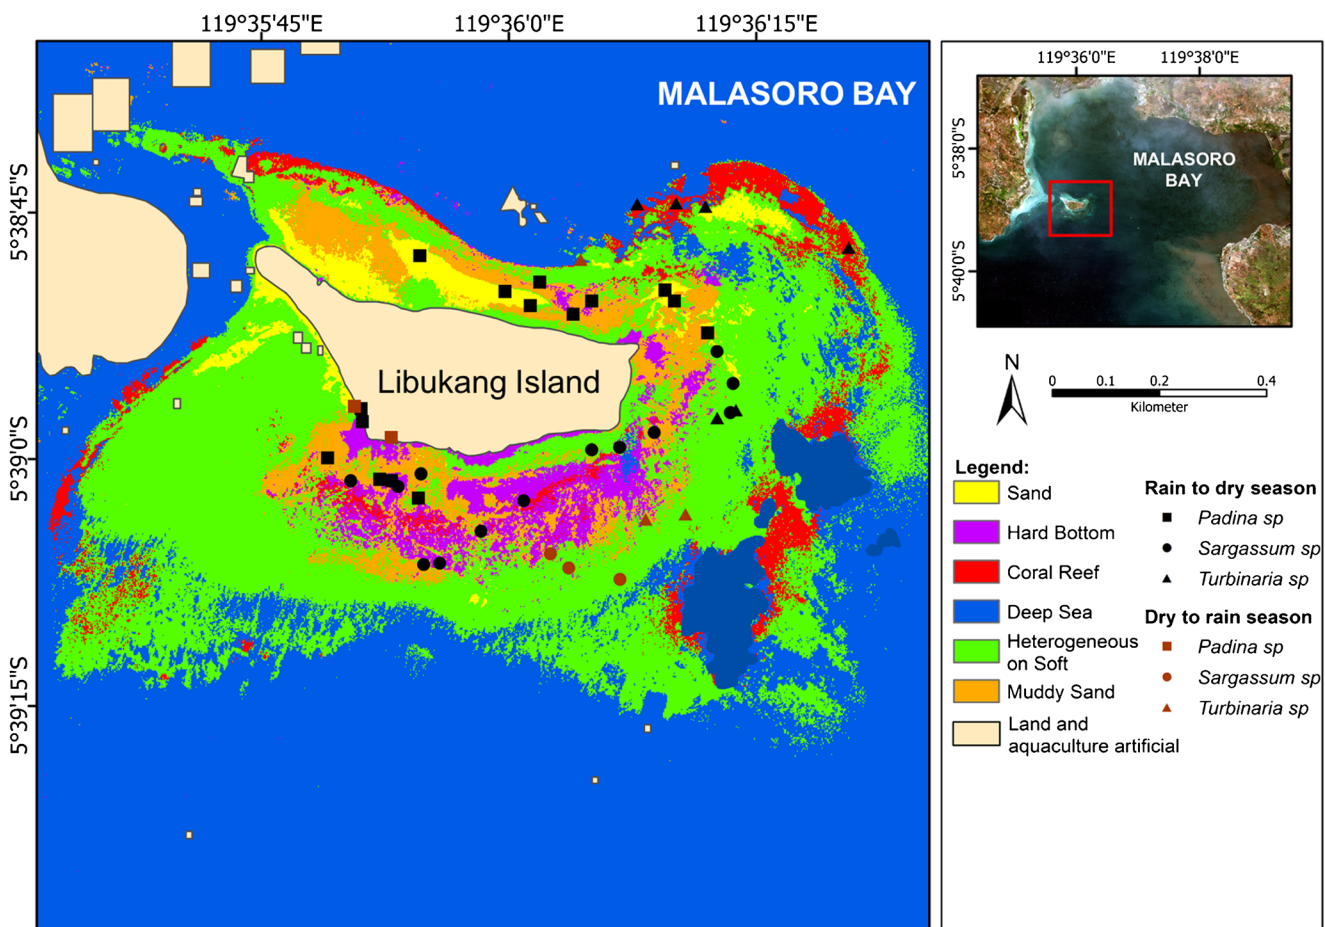 119°35'45"E 119°36'0"E 119°36'15"E
5°38'45"S
5°39'0"S
5°39'15"S
MALASORO BAY
Libukang Island
119°36'0"E 119°38'0"E
5°38'0"S
5°40'0"S
MALASORO
BAY
N
0 0.1 0.2 0.4
Kilometer
Legend:
Sand
Hard Bottom
Coral Reef
Deep Sea
Heterogeneous
on Soft
Muddy Sand
Land and
aquaculture artificial
Rain to dry season
Padina sp
Sargassum sp
Turbinaria sp
Dry to rain season
Padina sp
Sargassum sp
Turbinaria sp